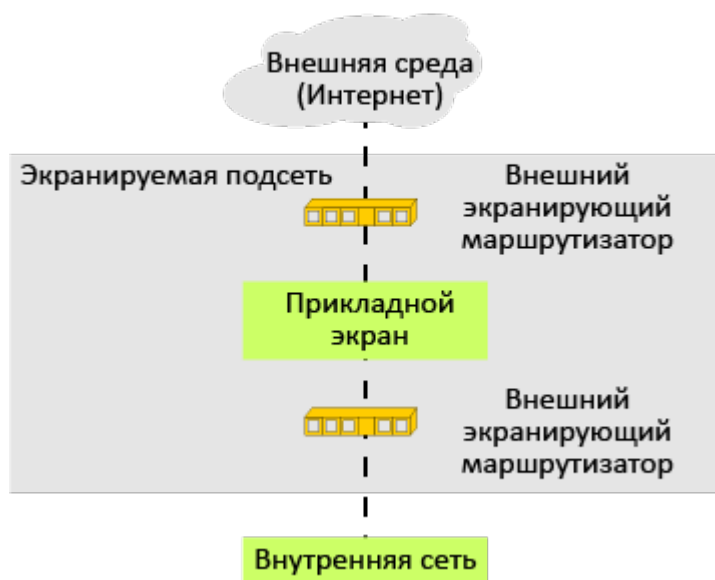 Внешняя среда
(Интернет)
Экранируемая подсеть
Внешний
экранирующий
маршрутизатор
Прикладной
экран
Внешний
экранирующий
маршрутизатор
Внутренняя сеть